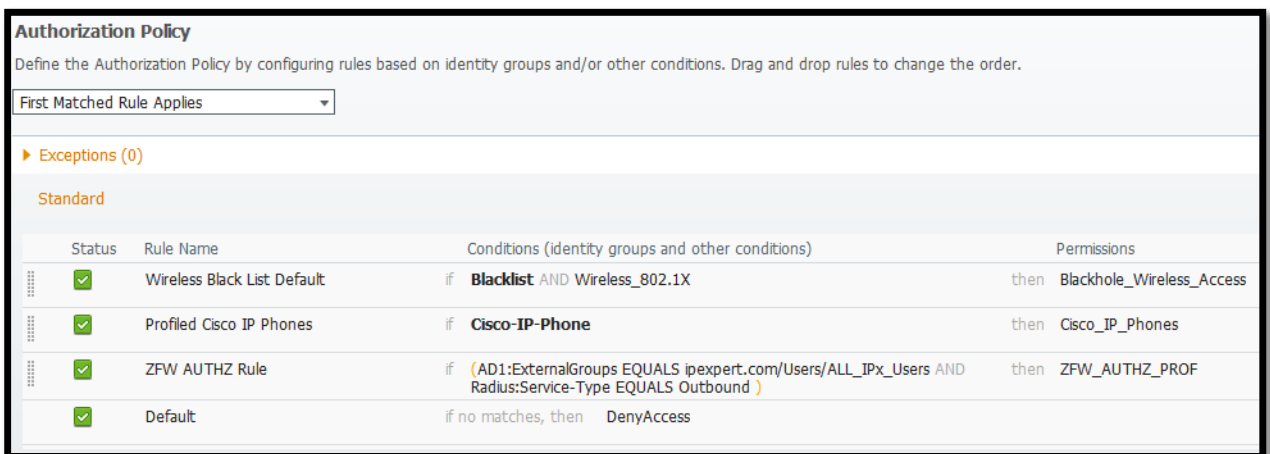 Authorization Policy
Define the Authorization Policy by configuring rules based on identity groups and/or other conditions. Drag and drop rules to change the order.
First Matched Rule Applies
Exceptions (0)
Standard
Status Rule Name Conditions (identity groups and other conditions) Permissions
Wireless Black List Default if Blacklist AND Wireless_802.1X then Blackhole_Wireless_Access
Profiled Cisco IP Phones if Cisco-IP-Phone then Cisco_IP_Phones
ZFW AUTHZ Rule if (AD1:ExternalGroups EQUALS ipexpert.com/Users/ALL_IPx_Users AND then ZFW_AUTHZ_PROF
Radius:Service-Type EQUALS Outbound )
Default if no matches, then DenyAccess